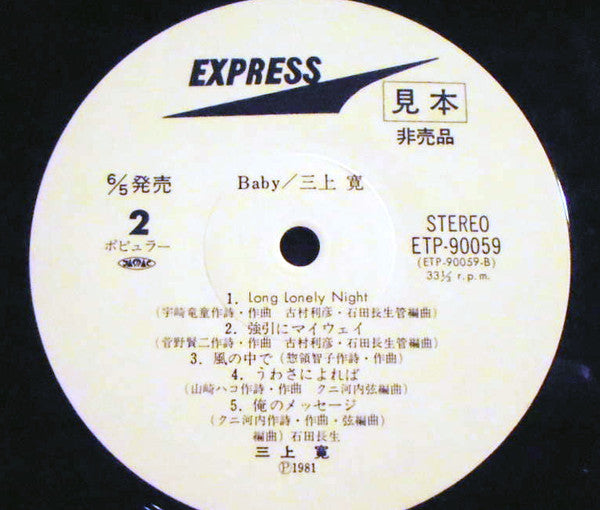 EXPRESS
見本
非売品
6/5発売
Baby／三上 寛
2
ポピュラー
STEREO
ETP-90059
(ETP-90059-B)
33⅓ r.p.m.
1. Long Lonely Night
(宇崎竜童作詩・作曲 古村利彦・石田長生管編曲)
2. 強引にマイウェイ
(菅野賢二作詩・作曲 古村利彦・石田長生管編曲)
3. 風の中で (惣領智子作詩・作曲)
4. うわさによれば
(山崎ハコ作詩・作曲 クニ河内弦編曲)
5. 俺のメッセージ
(クニ河内作詩・作曲・弦編曲)
編曲) 石田長生
三上 寛
Ⓟ1981